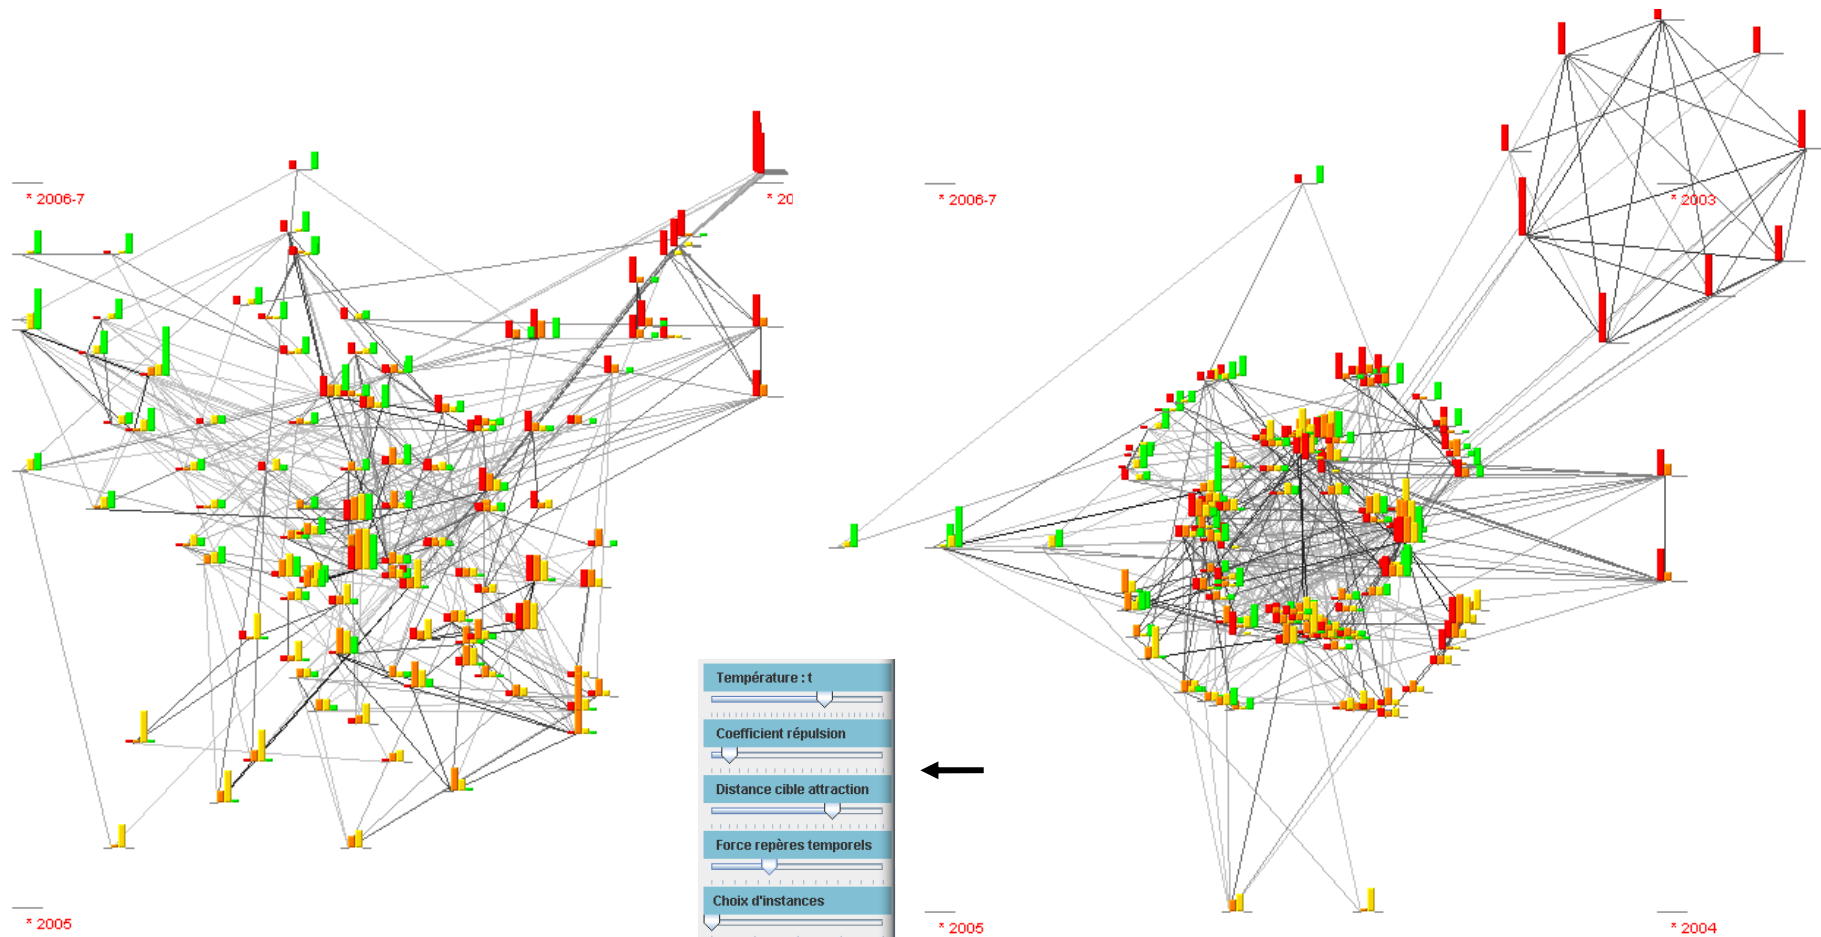 * 2006-7
* 20
* 2006-7
* 2003
Température : t
Coefficient répulsion
Distance cible attraction
Force repères temporels
Choix d'instances
* 2005
* 2005
* 2004